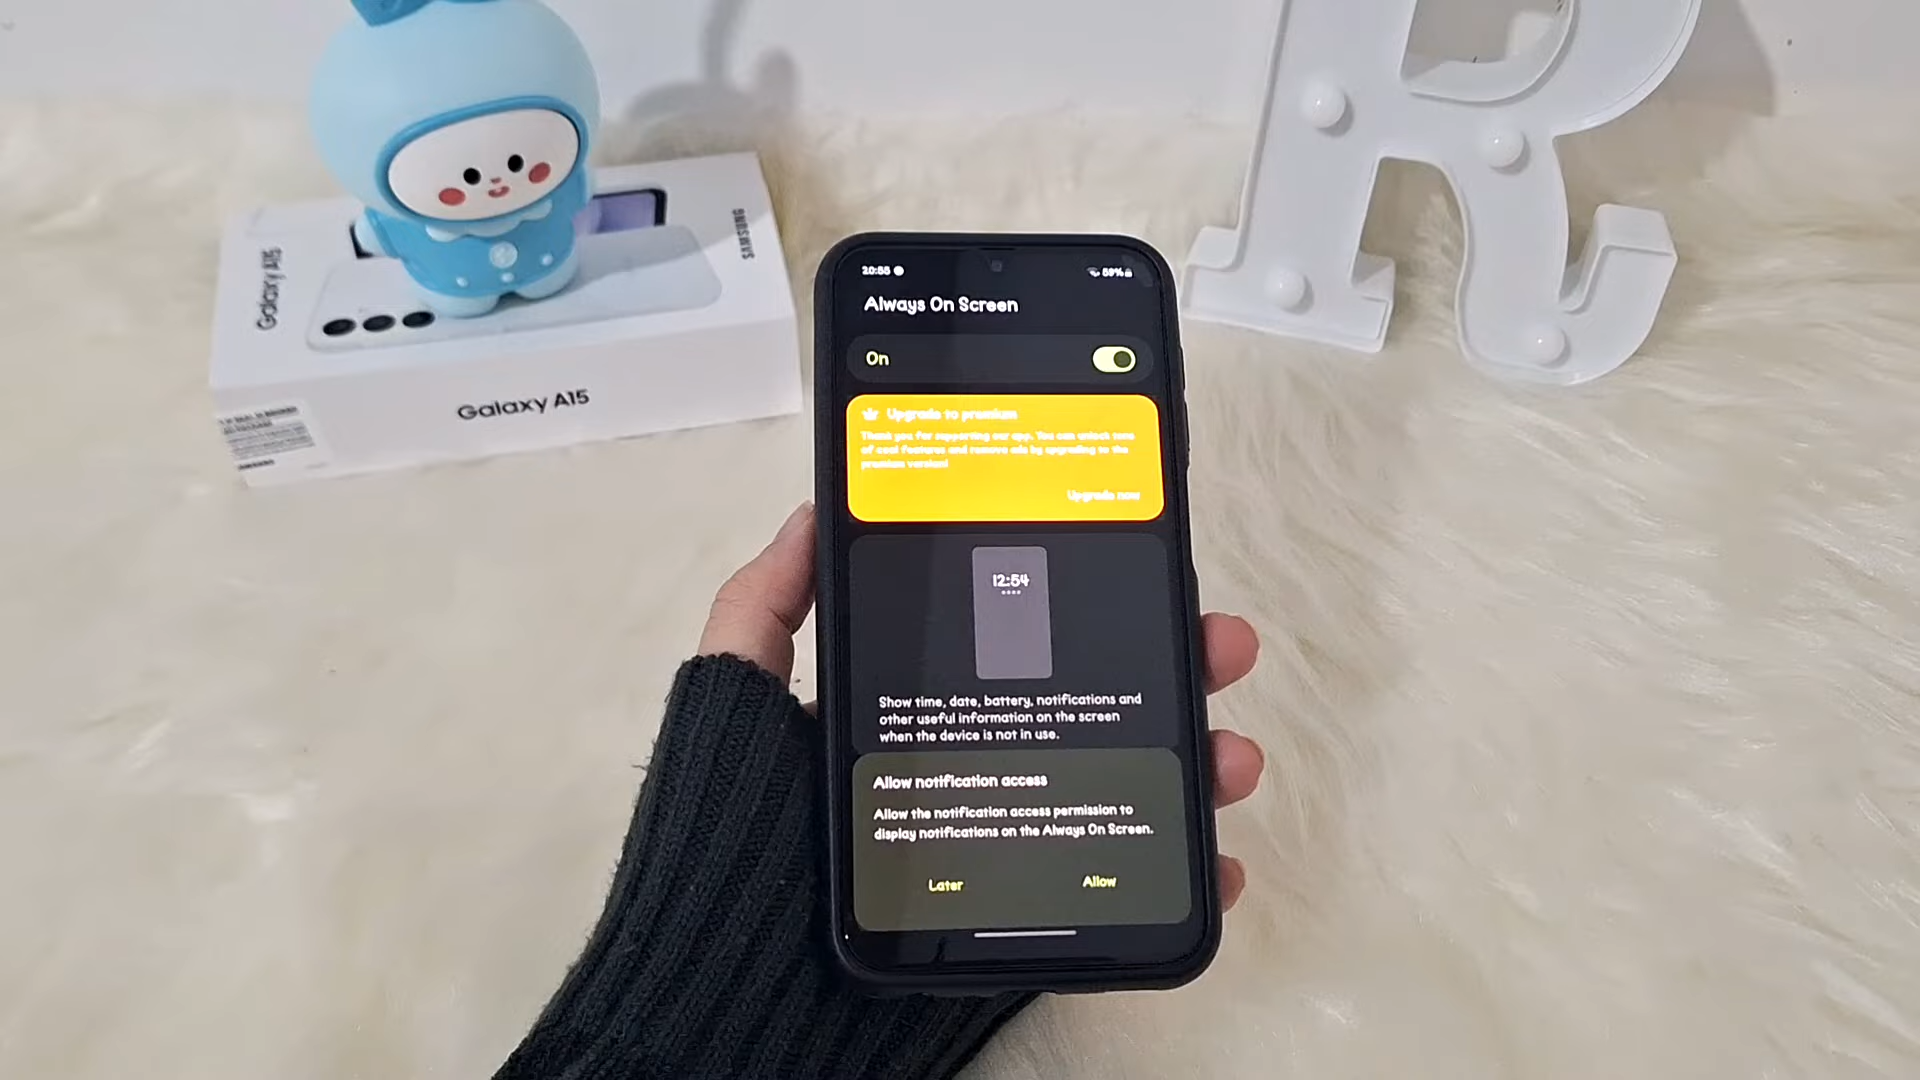 Galaxy A15
SAMSUNG
Galaxy A15
20:55
59%
Always On Screen
On
Upgrade to premium
Thank you for supporting our app. You can unlock tons
of cool features and remove ads by upgrading to the
premium version!
Upgrade now
12:54
Show time, date, battery, notifications and
other useful information on the screen
when the device is not in use.
Allow notification access
Allow the notification access permission to
display notifications on the Always On Screen.
Later
Allow
R